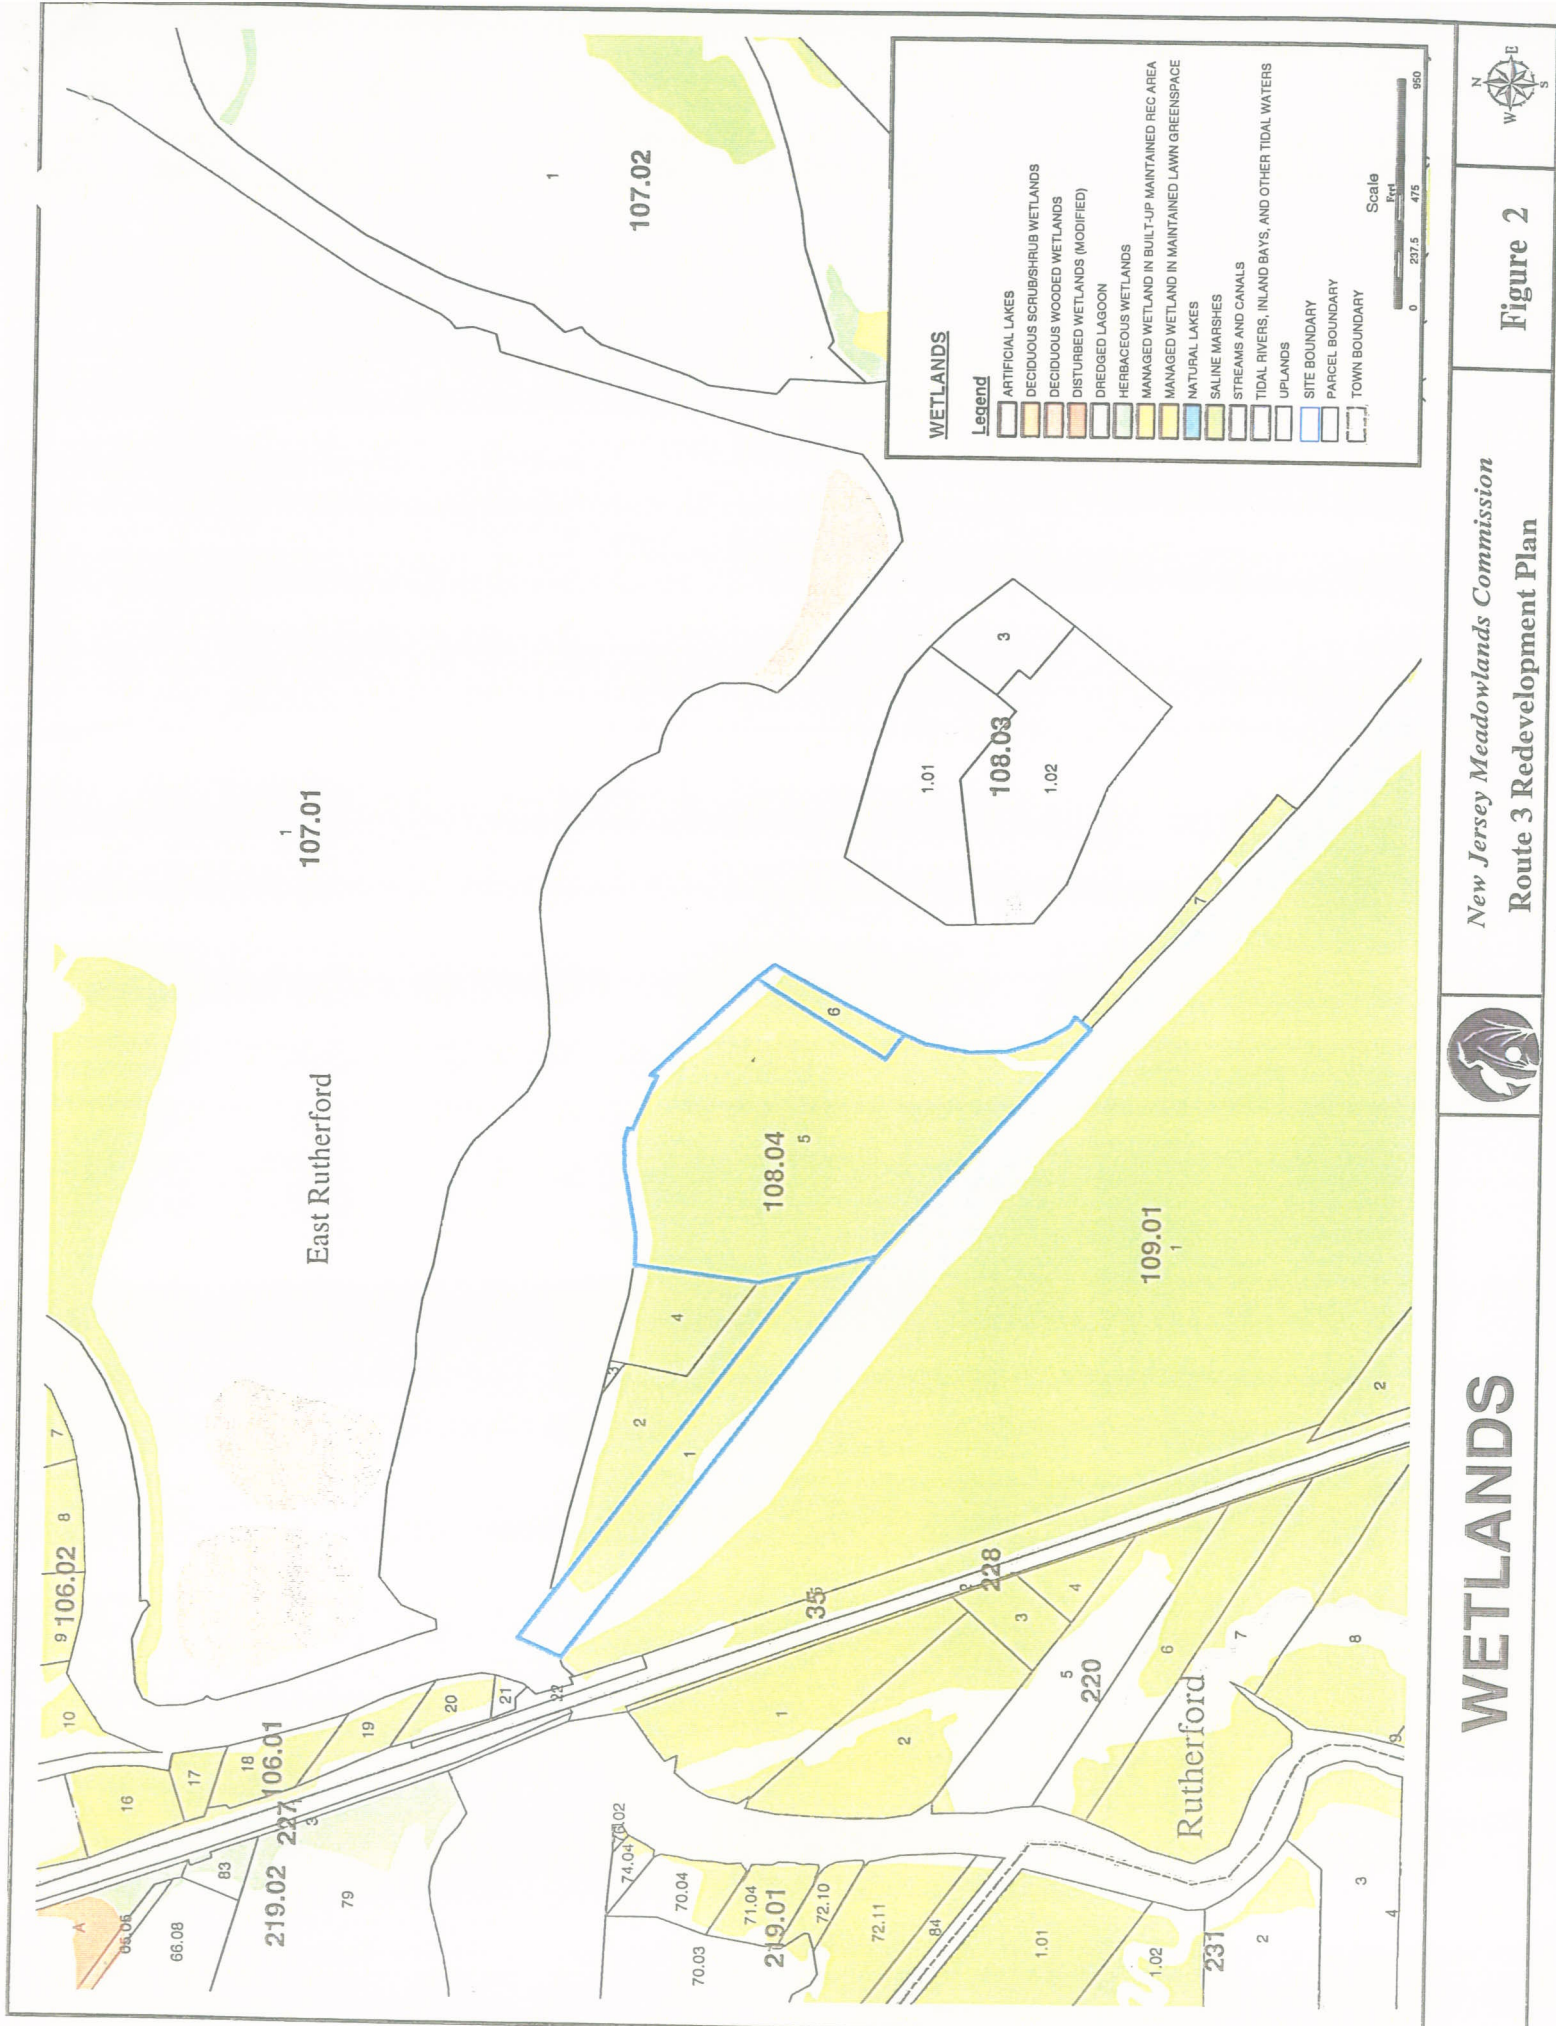 East Rutherford
Rutherford
107.01
1
107.02
1
7
8
9
106.02
10
16
17
18
106.01
19
20
21
22
227
3
219.02
83
79
A
65.06
66.08
74.04
70.04
70.03
71.04
219.01
72.10
72.11
84
1.01
1.02
231
2
3
4
1
2
3
4
5
220
6
7
8
9
35
2
228
109.01
1
2
7
108.04
5
6
4
3
2
1
108.03
1.01
1.02
3
WETLANDS
Legend
ARTIFICIAL LAKES
DECIDUOUS SCRUB/SHRUB WETLANDS
DECIDUOUS WOODED WETLANDS
DISTURBED WETLANDS (MODIFIED)
DREDGED LAGOON
HERBACEOUS WETLANDS
MANAGED WETLAND IN BUILT-UP MAINTAINED REC AREA
MANAGED WETLAND IN MAINTAINED LAWN GREENSPACE
NATURAL LAKES
SALINE MARSHES
STREAMS AND CANALS
TIDAL RIVERS, INLAND BAYS, AND OTHER TIDAL WATERS
UPLANDS
SITE BOUNDARY
PARCEL BOUNDARY
TOWN BOUNDARY
Scale
Feet
0 237.5 475 950
WETLANDS
New Jersey Meadowlands Commission
Route 3 Redevelopment Plan
Figure 2
N
W E
S